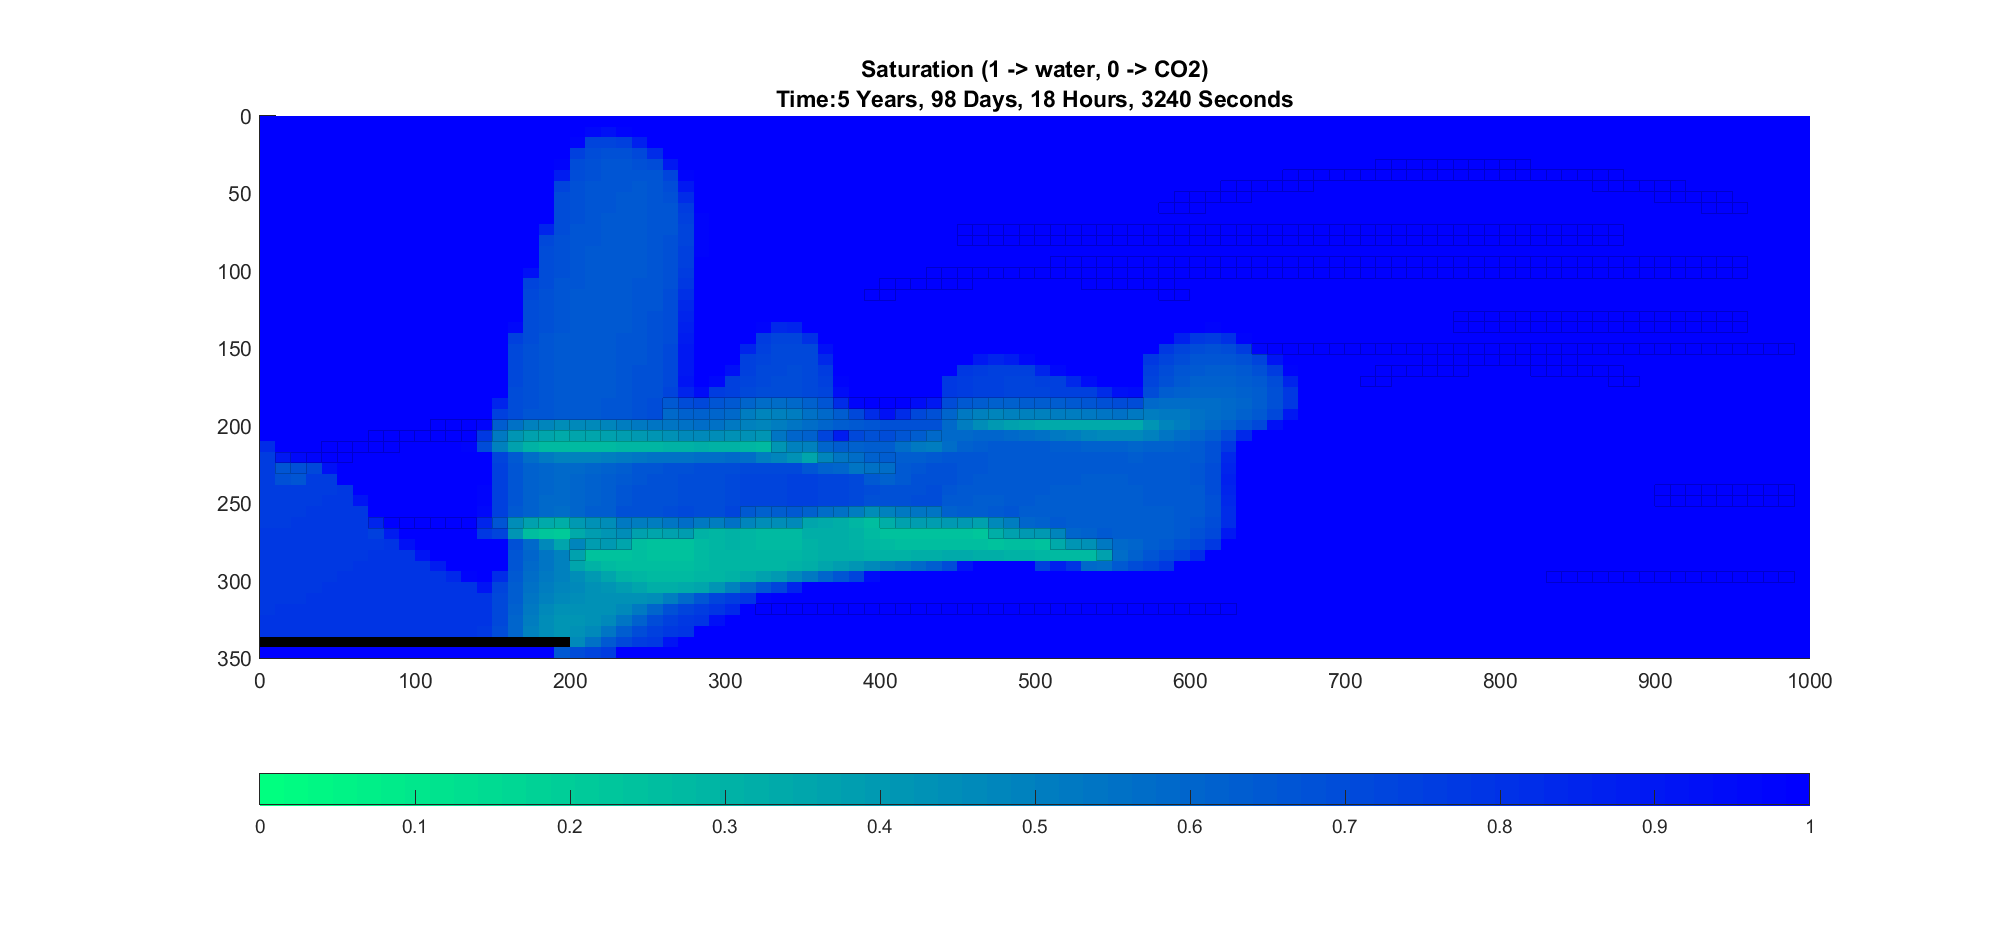 Saturation (1 -> water, 0 -> CO2)
Time:5 Years, 98 Days, 18 Hours, 3240 Seconds
0
50
100
150
200
250
300
350
0 100 200 300 400 500 600 700 800 900 1000
0 0.1 0.2 0.3 0.4 0.5 0.6 0.7 0.8 0.9 1